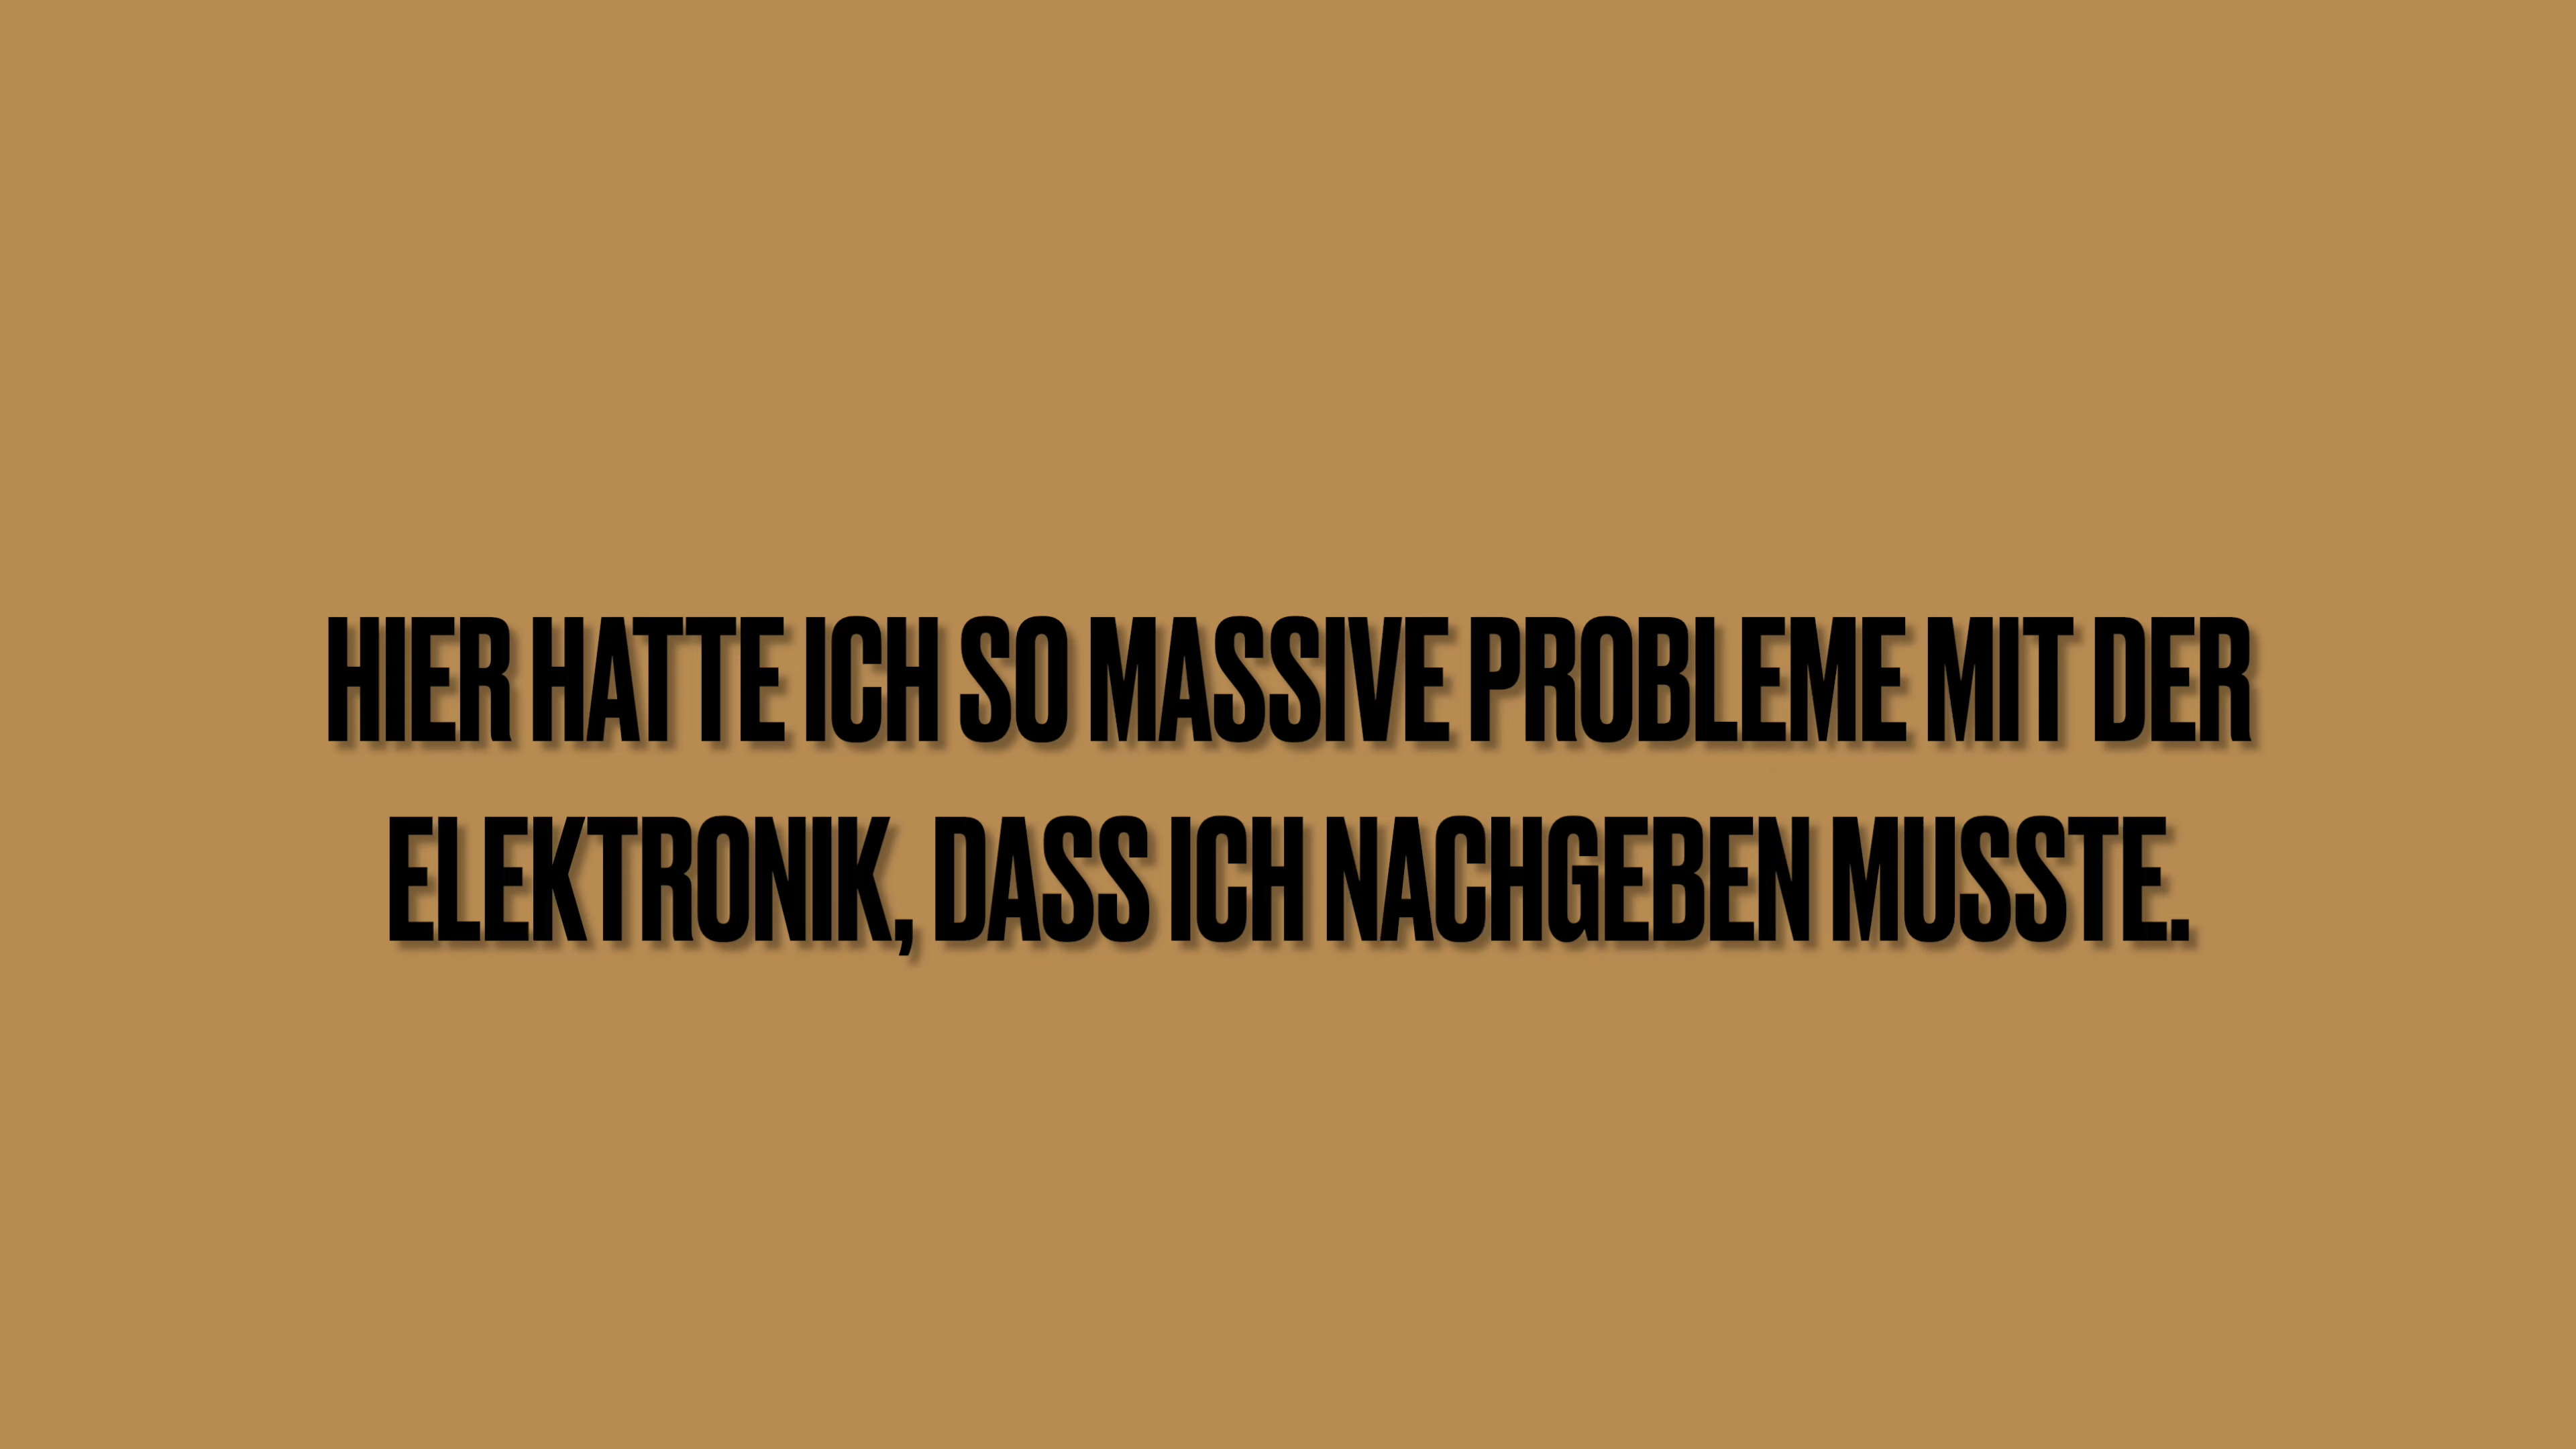 HIER HATTE ICH SO MASSIVE PROBLEME MIT DER
ELEKTRONIK, DASS ICH NACHGEBEN MUSSTE.